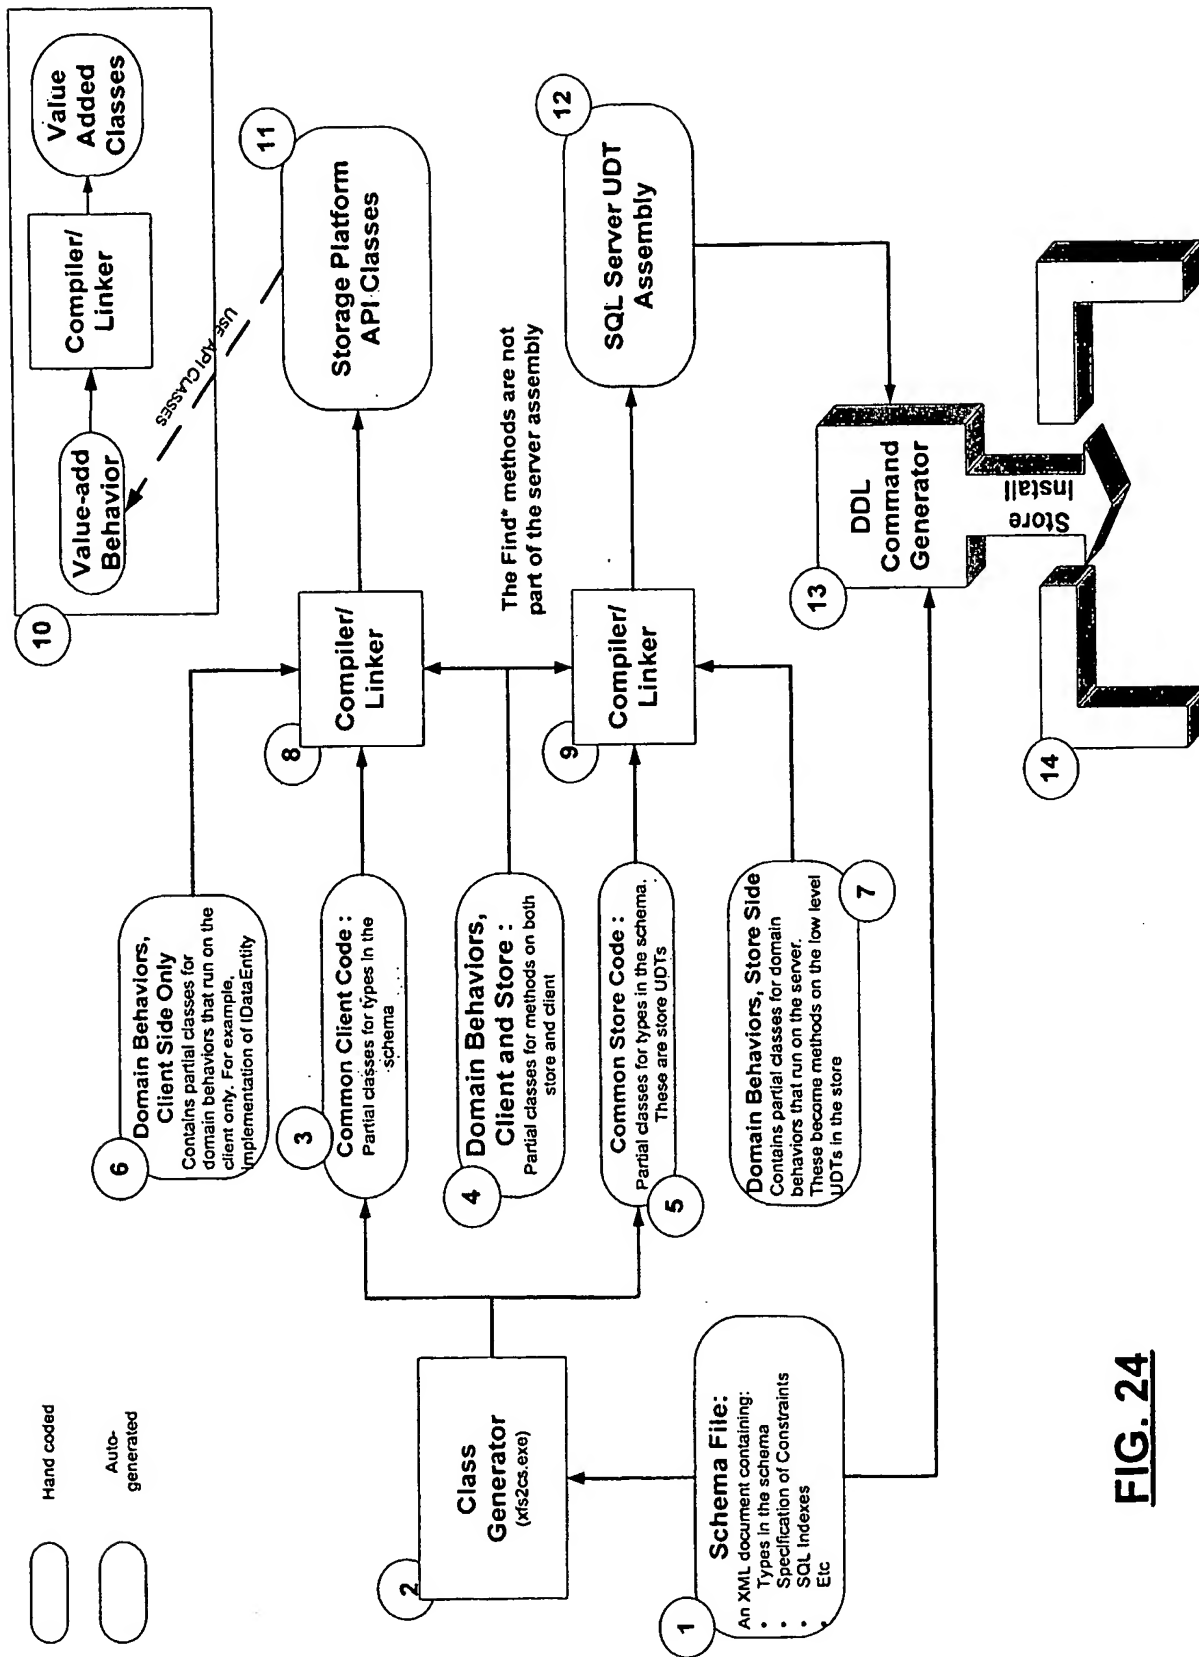 Hand coded
Auto-
generated
1
Schema File:
An XML document containing:
• Types in the schema
• Specification of Constraints
• SQL Indexes
• Etc
2
Class
Generator
(xfs2cs.exe)
6
Domain Behaviors,
Client Side Only
Contains partial classes for
domain behaviors that run on the
client only. For example,
Implementation of IDataEntity
3
Common Client Code :
Partial classes for types in the
schema
4
Domain Behaviors,
Client and Store :
Partial classes for methods on both
store and client
5
Common Store Code :
Partial classes for types in the schema.
These are store UDTs
7
Domain Behaviors, Store Side
Contains partial classes for domain
behaviors that run on the server.
These become methods on the low level
UDTs in the store
8
Compiler/
Linker
9
Compiler/
Linker
The Find* methods are not
part of the server assembly
10
Value-add
Behavior
Compiler/
Linker
Value
Added
Classes
USE API CLASSES
11
Storage Platform
API Classes
12
SQL Server UDT
Assembly
13
DDL
Command
Generator
Store
Install
14
FIG. 24